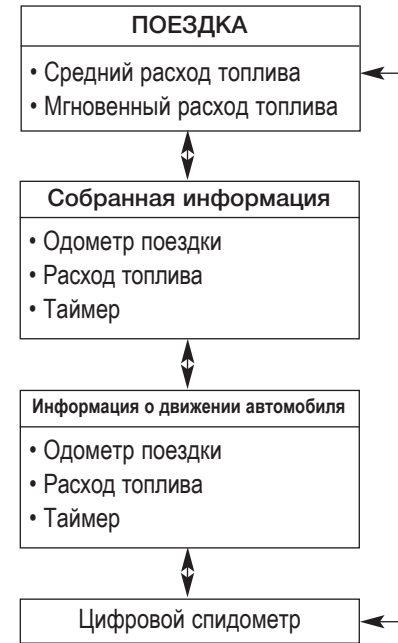 ПОЕЗДКА
• Средний расход топлива
• Мгновенный расход топлива
Собранная информация
• Одометр поездки
• Расход топлива
• Таймер
Информация о движении автомобиля
• Одометр поездки
• Расход топлива
• Таймер
Цифровой спидометр